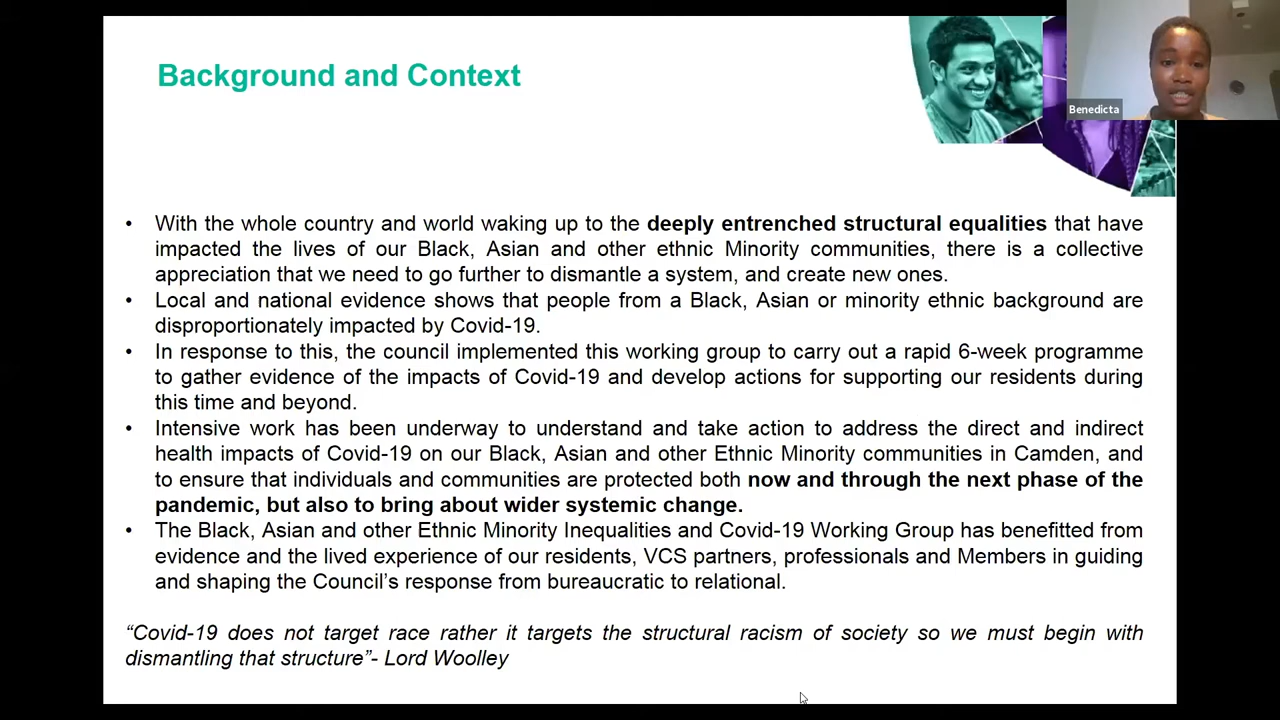 Background and Context
Benedicta
• With the whole country and world waking up to the deeply entrenched structural equalities that have
impacted the lives of our Black, Asian and other ethnic Minority communities, there is a collective
appreciation that we need to go further to dismantle a system, and create new ones.
• Local and national evidence shows that people from a Black, Asian or minority ethnic background are
disproportionately impacted by Covid-19.
• In response to this, the council implemented this working group to carry out a rapid 6-week programme
to gather evidence of the impacts of Covid-19 and develop actions for supporting our residents during
this time and beyond.
• Intensive work has been underway to understand and take action to address the direct and indirect
health impacts of Covid-19 on our Black, Asian and other Ethnic Minority communities in Camden, and
to ensure that individuals and communities are protected both now and through the next phase of the
pandemic, but also to bring about wider systemic change.
• The Black, Asian and other Ethnic Minority Inequalities and Covid-19 Working Group has benefitted from
evidence and the lived experience of our residents, VCS partners, professionals and Members in guiding
and shaping the Council’s response from bureaucratic to relational.
“Covid-19 does not target race rather it targets the structural racism of society so we must begin with
dismantling that structure”- Lord Woolley